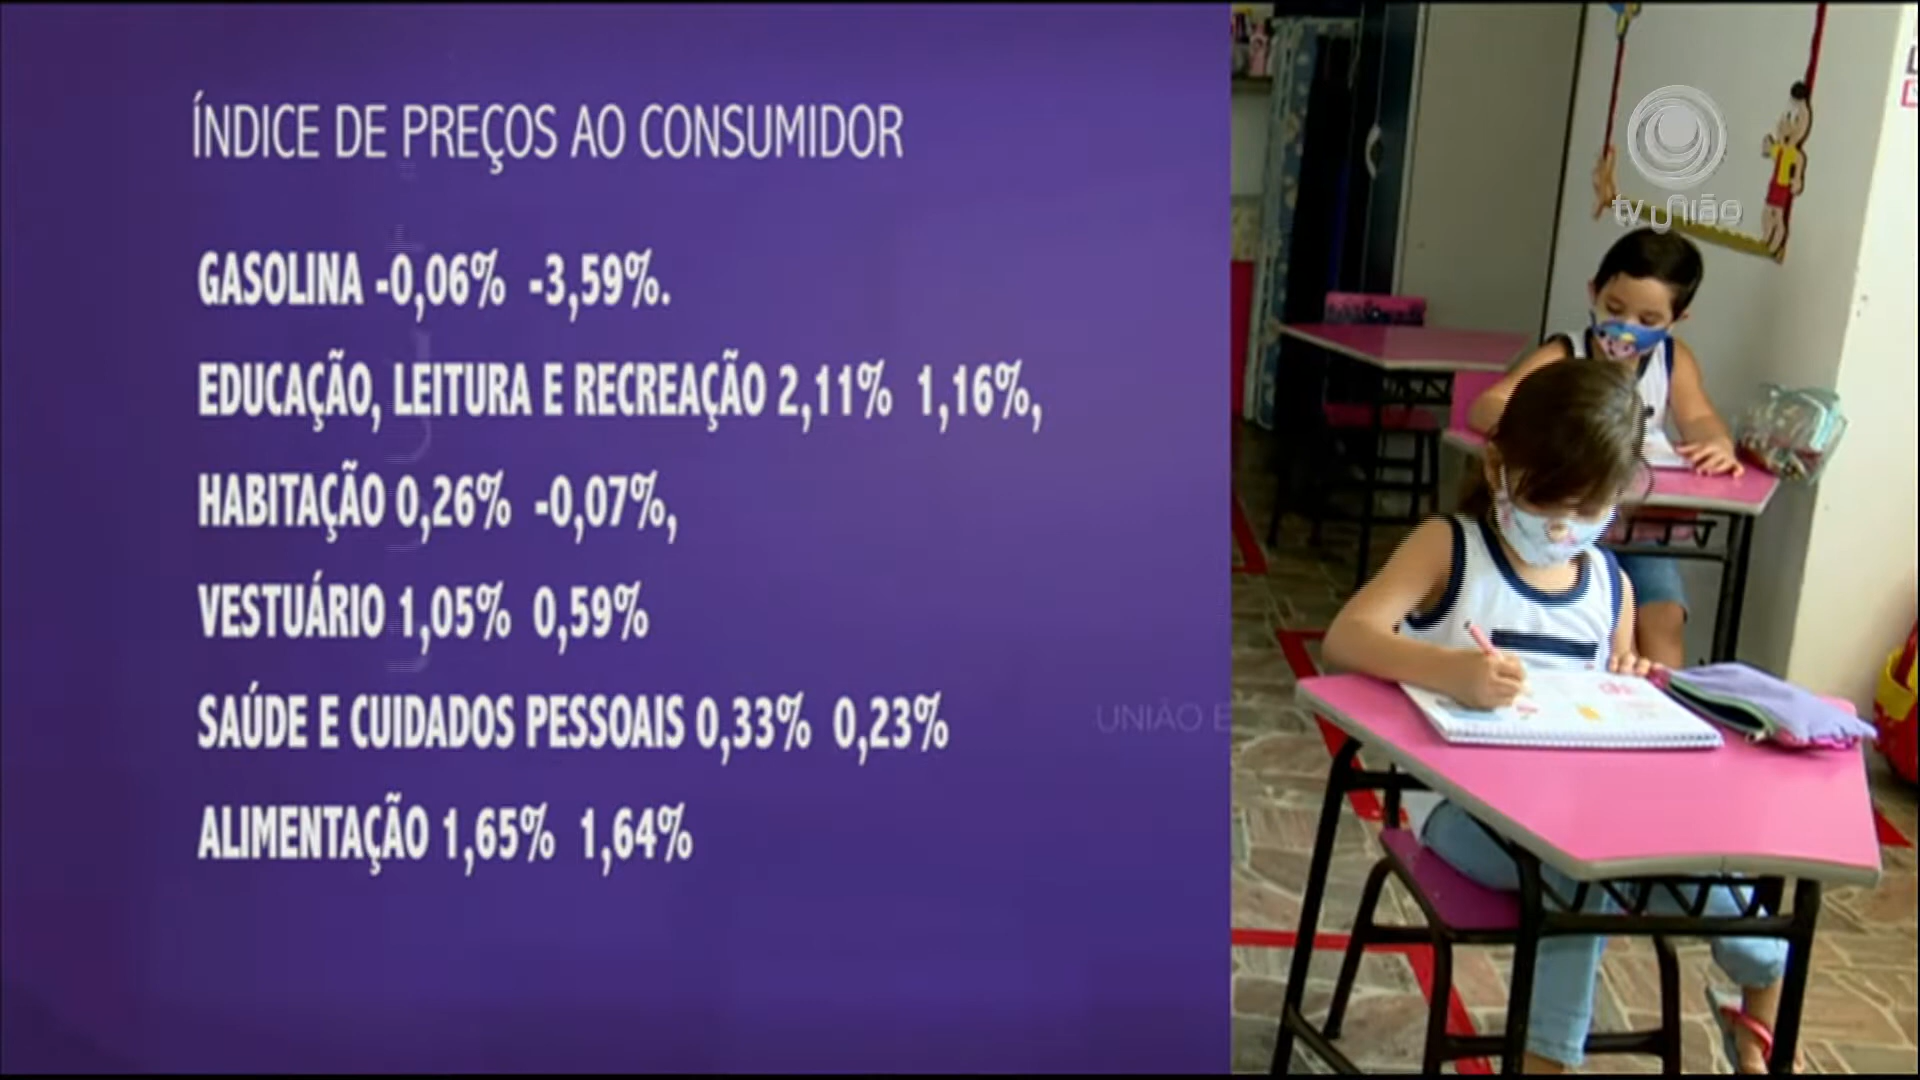 ÍNDICE DE PREÇOS AO CONSUMIDOR
GASOLINA -0,06% -3,59%.
EDUCAÇÃO, LEITURA E RECREAÇÃO 2,11% 1,16%,
HABITAÇÃO 0,26% -0,07%,
VESTUÁRIO 1,05% 0,59%
SAÚDE E CUIDADOS PESSOAIS 0,33% 0,23%
ALIMENTAÇÃO 1,65% 1,64%
UNIÃO E
tv união